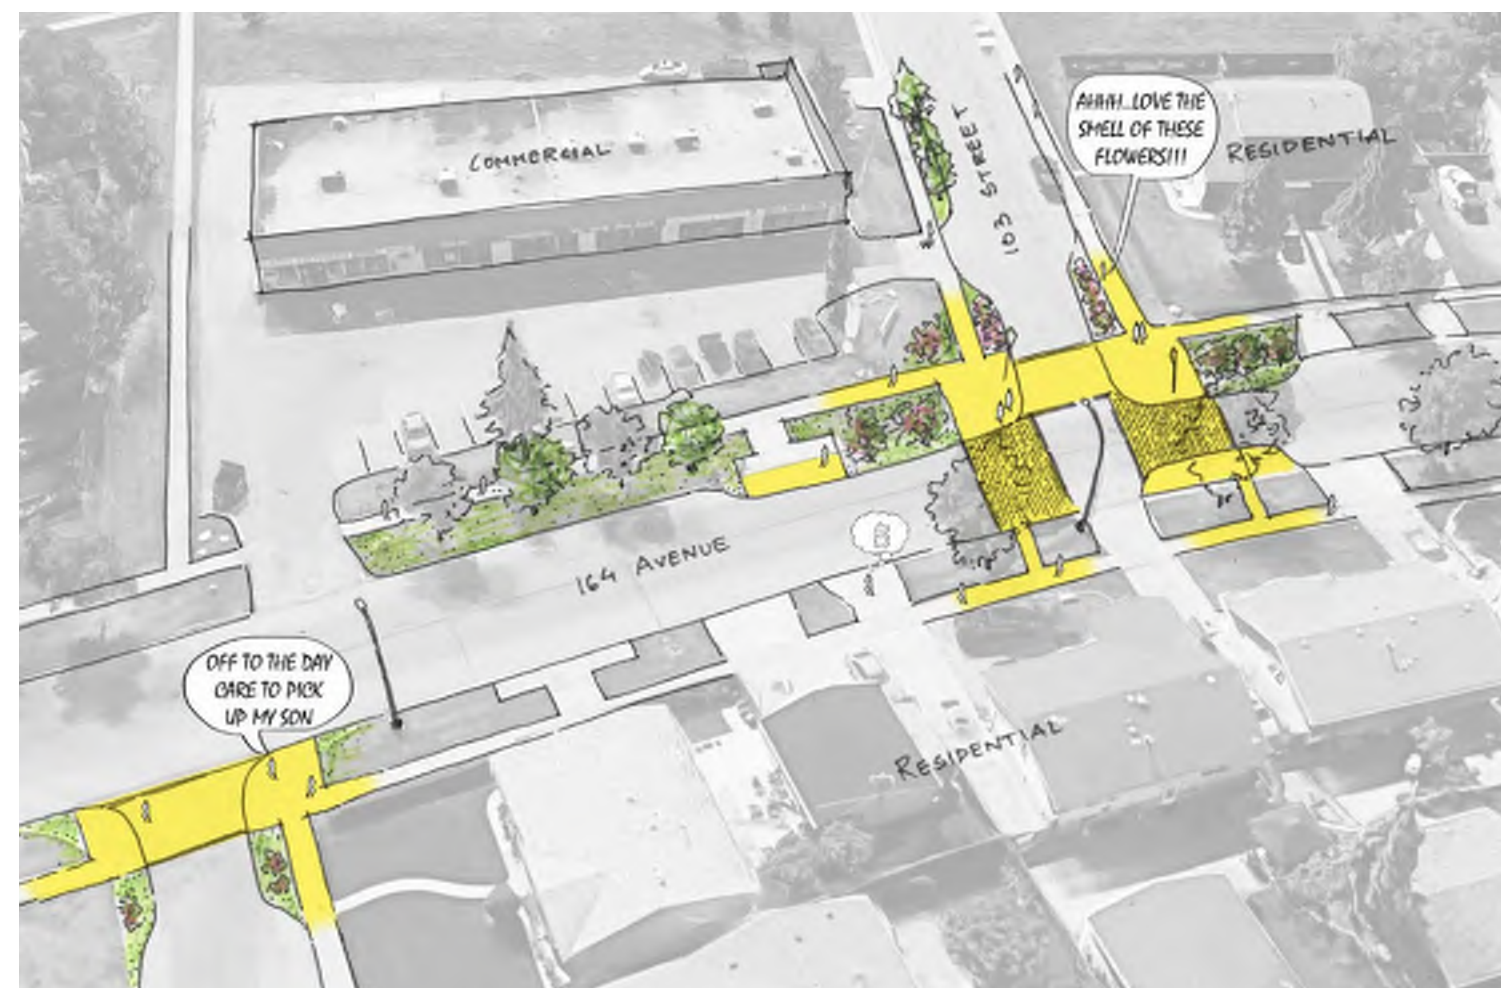 COMMERCIAL
103 STREET
AHHH...LOVE THE
SMELL OF THESE
FLOWERS!!!
RESIDENTIAL
164 AVENUE
OFF TO THE DAY
CARE TO PICK
UP MY SON
RESIDENTIAL